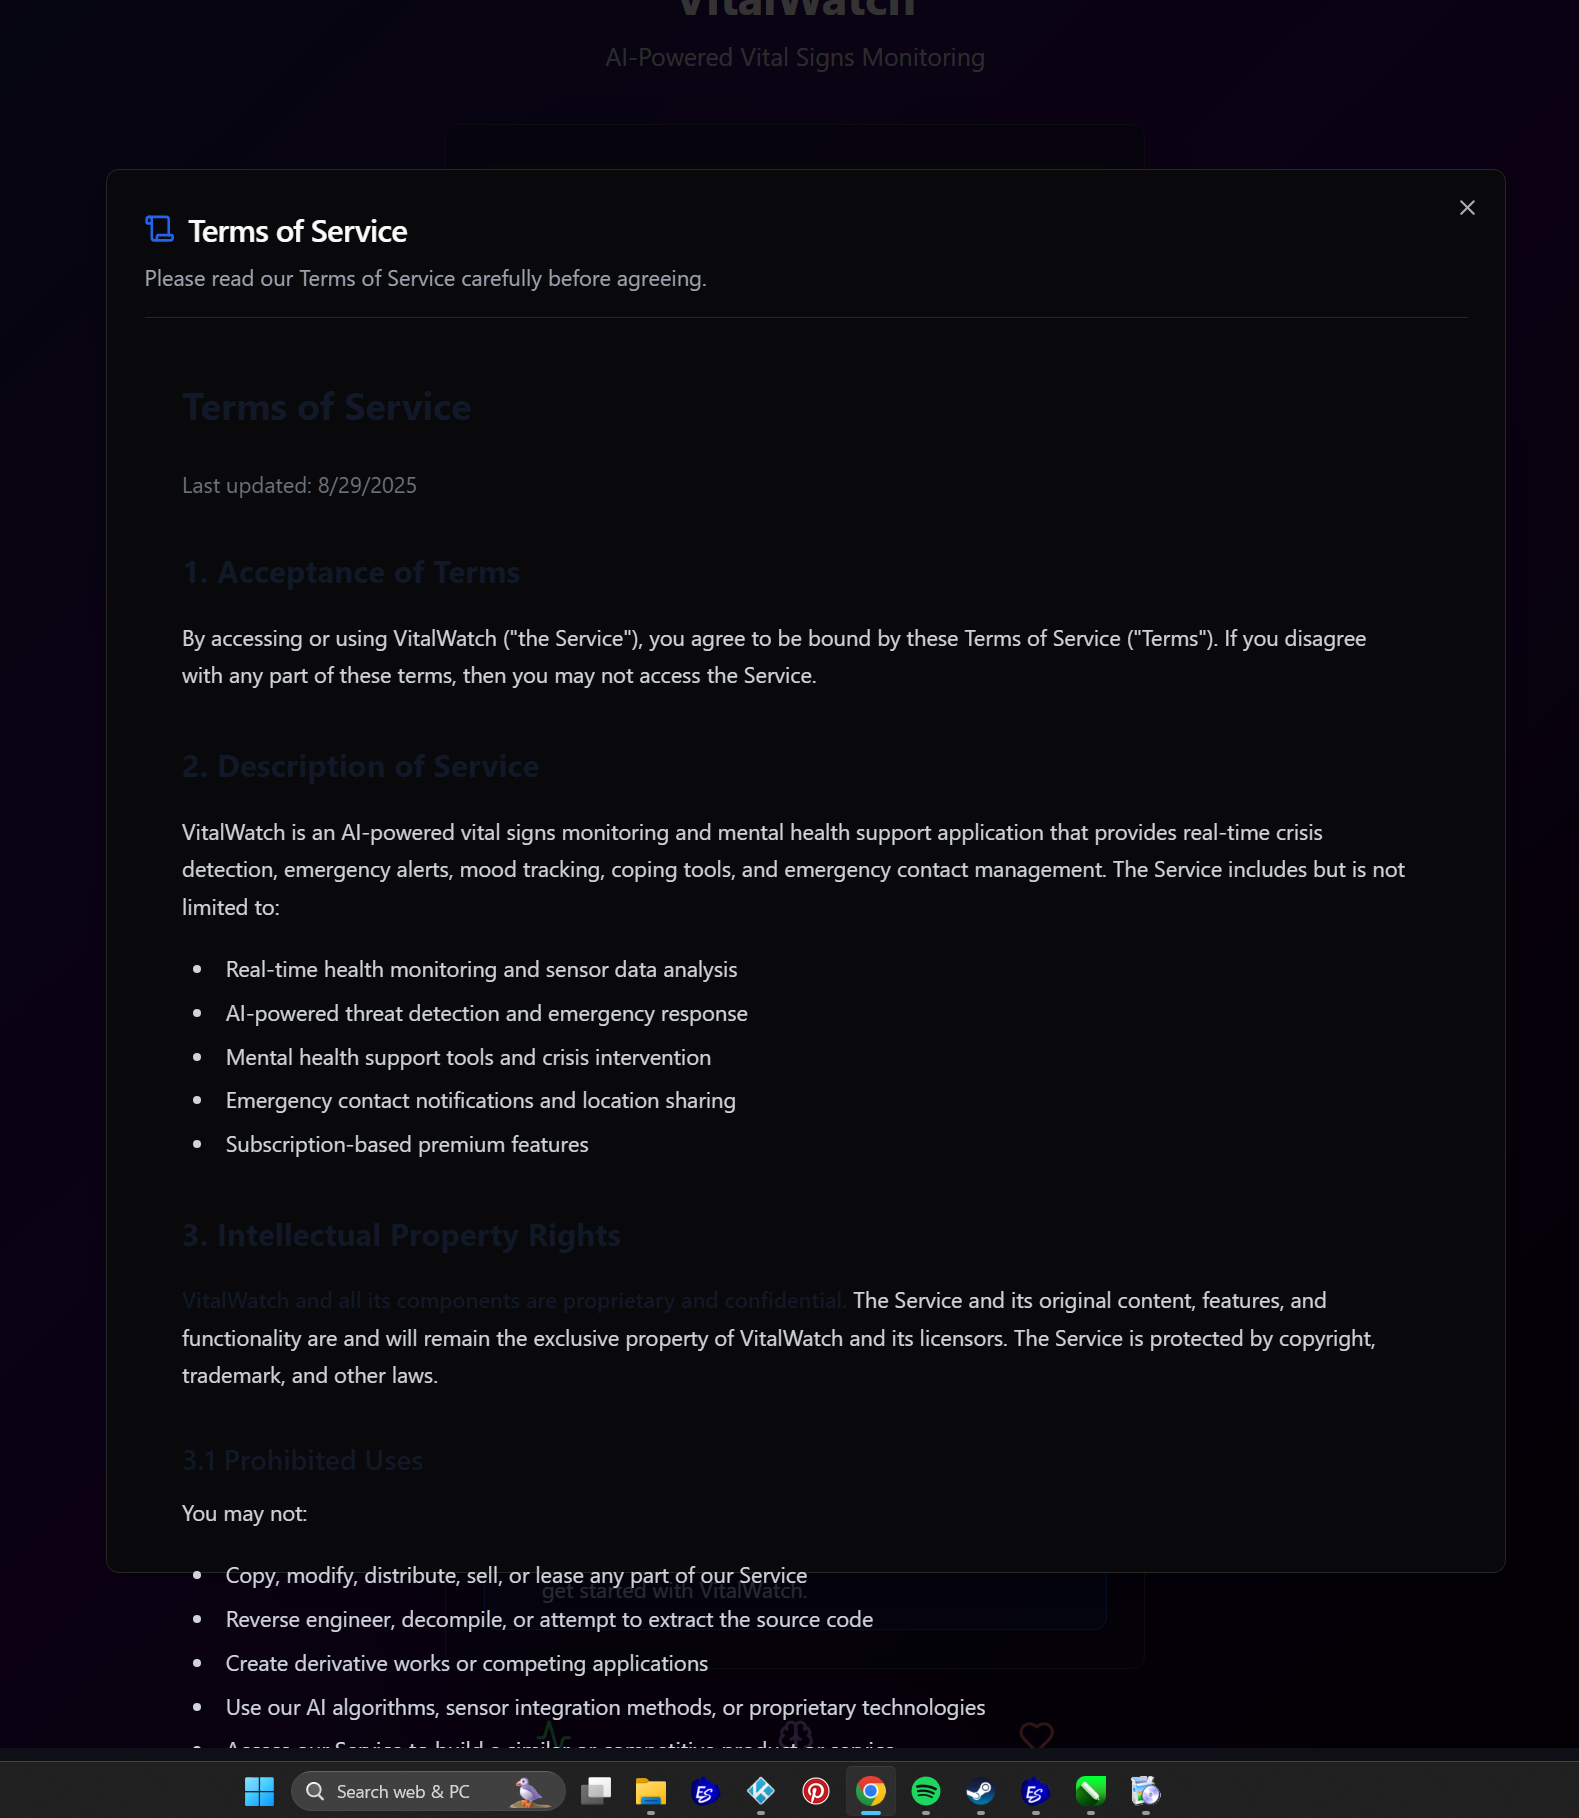 VitalWatch
AI-Powered Vital Signs Monitoring
Terms of Service
Please read our Terms of Service carefully before agreeing.
Terms of Service
Last updated: 8/29/2025
1. Acceptance of Terms
By accessing or using VitalWatch ("the Service"), you agree to be bound by these Terms of Service ("Terms"). If you disagree
with any part of these terms, then you may not access the Service.
2. Description of Service
VitalWatch is an AI-powered vital signs monitoring and mental health support application that provides real-time crisis
detection, emergency alerts, mood tracking, coping tools, and emergency contact management. The Service includes but is not
limited to:
• Real-time health monitoring and sensor data analysis
• AI-powered threat detection and emergency response
• Mental health support tools and crisis intervention
• Emergency contact notifications and location sharing
• Subscription-based premium features
3. Intellectual Property Rights
VitalWatch and all its components are proprietary and confidential. The Service and its original content, features, and
functionality are and will remain the exclusive property of VitalWatch and its licensors. The Service is protected by copyright,
trademark, and other laws.
3.1 Prohibited Uses
You may not:
• Copy, modify, distribute, sell, or lease any part of our Service
get started with VitalWatch.
• Reverse engineer, decompile, or attempt to extract the source code
• Create derivative works or competing applications
• Use our AI algorithms, sensor integration methods, or proprietary technologies
• Access our Service to build a similar or competitive product or service
Search web & PC